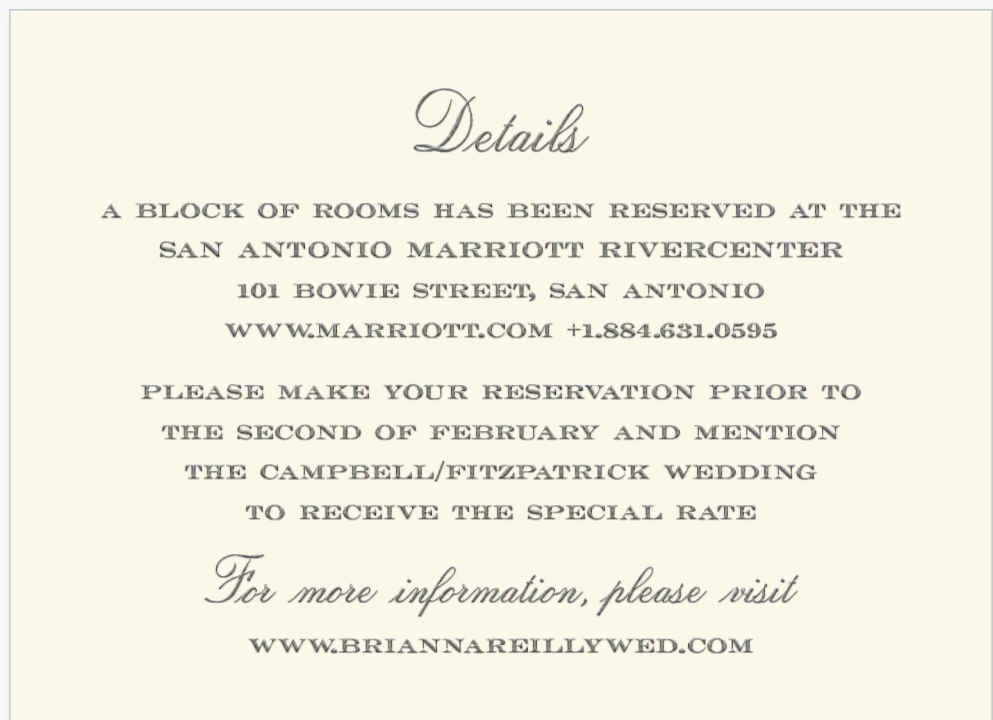 Details
A BLOCK OF ROOMS HAS BEEN RESERVED AT THE
SAN ANTONIO MARRIOTT RIVERCENTER
101 BOWIE STREET, SAN ANTONIO
WWW.MARRIOTT.COM +1.884.631.0595
PLEASE MAKE YOUR RESERVATION PRIOR TO
THE SECOND OF FEBRUARY AND MENTION
THE CAMPBELL/FITZPATRICK WEDDING
TO RECEIVE THE SPECIAL RATE
For more information, please visit
WWW.BRIANNAREILLYWED.COM